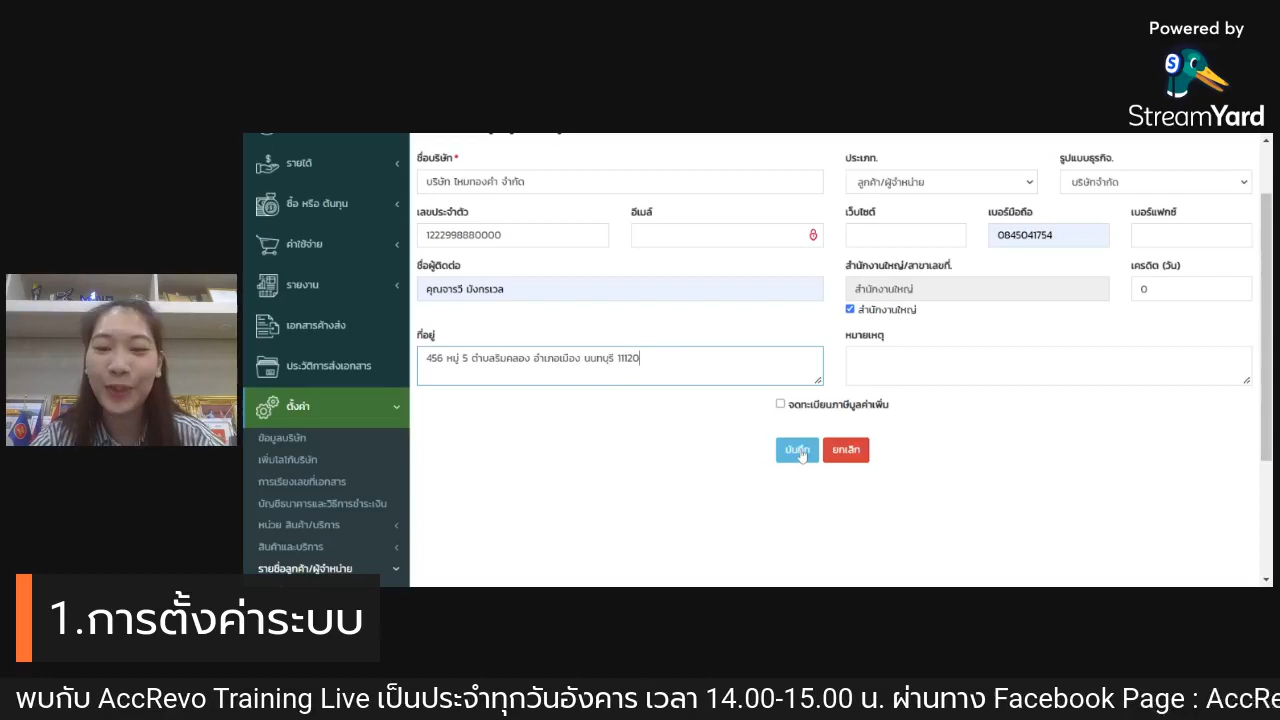 Powered by
StreamYard
รายได้
ซื้อ หรือ ต้นทุน
ค่าใช้จ่าย
รายงาน
เอกสารค้างส่ง
ประวัติการส่งเอกสาร
ตั้งค่า
ข้อมูลบริษัท
เพิ่มโลโก้บริษัท
การเรียงเลขที่เอกสาร
บัญชีธนาคารและวิธีการชำระเงิน
หน่วย สินค้า/บริการ
สินค้าและบริการ
รายชื่อลูกค้า/ผู้จำหน่าย
ชื่อบริษัท*
ประเภท.
รูปแบบธุรกิจ.
บริษัท ไหมทองคำ จำกัด
ลูกค้า/ผู้จำหน่าย
บริษัทจำกัด
เลขประจำตัว
อีเมล์
เว็บไซต์
เบอร์มือถือ
เบอร์แฟกซ์
1222998880000
0845041754
ชื่อผู้ติดต่อ
สำนักงานใหญ่/สาขาเลขที่.
เครดิต (วัน)
คุณจารวี มังกรเวล
สำนักงานใหญ่
0
สำนักงานใหญ่
ที่อยู่
หมายเหตุ
456 หมู่ 5 ตำบลริมคลอง อำเภอเมือง นนทบุรี 11120
จดทะเบียนภาษีมูลค่าเพิ่ม
บันทึก
ยกเลิก
1.การตั้งค่าระบบ
พบกับ AccRevo Training Live เป็นประจำทุกวันอังคาร เวลา 14.00-15.00 น. ผ่านทาง Facebook Page : AccRe